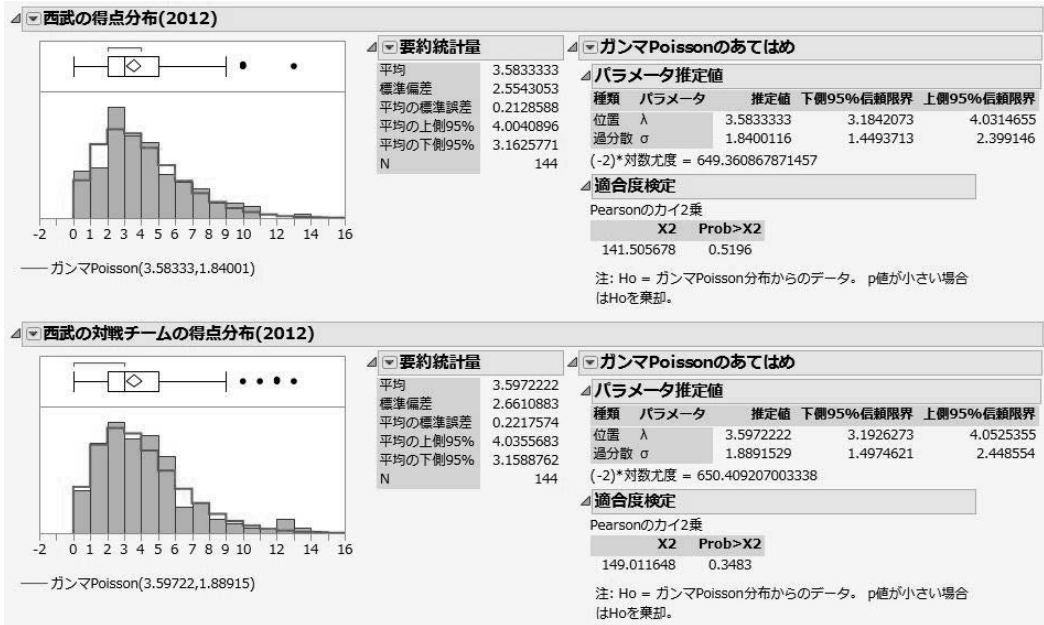 西武の得点分布(2012)
-2 0 1 2 3 4 5 6 7 8 9 10 12 14 16
ガンマPoisson(3.58333,1.84001)
要約統計量
平均 3.5833333
標準偏差 2.5543053
平均の標準誤差 0.2128588
平均の上側95% 4.0040896
平均の下側95% 3.1625771
N 144
ガンマPoissonのあてはめ
パラメータ推定値
種類 パラメータ 推定値 下側95%信頼限界 上側95%信頼限界
位置 λ 3.5833333 3.1842073 4.0314655
過分散 σ 1.8400116 1.4493713 2.399146
(-2)*対数尤度 = 649.360867871457
適合度検定
Pearsonのカイ2乗
X2 Prob>X2
141.505678 0.5196
注: Ho = ガンマPoisson分布からのデータ。 p値が小さい場合
はHoを棄却。
西武の対戦チームの得点分布(2012)
-2 0 1 2 3 4 5 6 7 8 9 10 12 14 16
ガンマPoisson(3.59722,1.88915)
要約統計量
平均 3.5972222
標準偏差 2.6610883
平均の標準誤差 0.2217574
平均の上側95% 4.0355683
平均の下側95% 3.1588762
N 144
ガンマPoissonのあてはめ
パラメータ推定値
種類 パラメータ 推定値 下側95%信頼限界 上側95%信頼限界
位置 λ 3.5972222 3.1926273 4.0525355
過分散 σ 1.8891529 1.4974621 2.448554
(-2)*対数尤度 = 650.409207003338
適合度検定
Pearsonのカイ2乗
X2 Prob>X2
149.011648 0.3483
注: Ho = ガンマPoisson分布からのデータ。 p値が小さい場合
はHoを棄却。